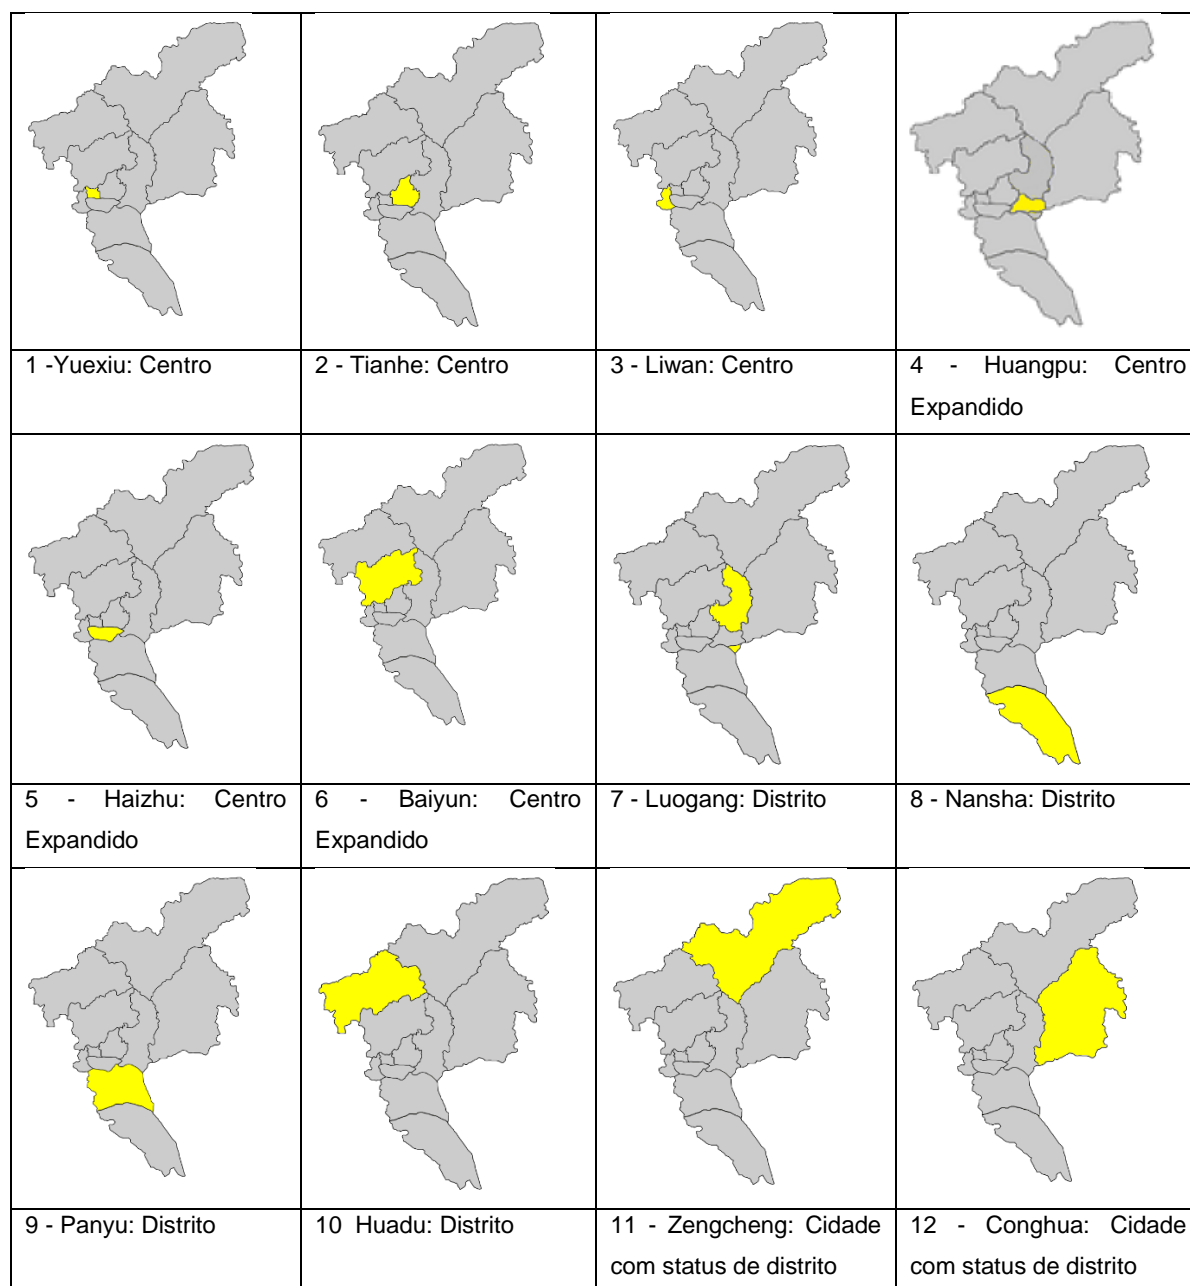 1 -Yuexiu: Centro
2 - Tianhe: Centro
3 - Liwan: Centro
4 - Huangpu: Centro
Expandido
5 - Haizhu: Centro
Expandido
6 - Baiyun: Centro
Expandido
7 - Luogang: Distrito
8 - Nansha: Distrito
9 - Panyu: Distrito
10 Huadu: Distrito
11 - Zengcheng: Cidade
com status de distrito
12 - Conghua: Cidade
com status de distrito